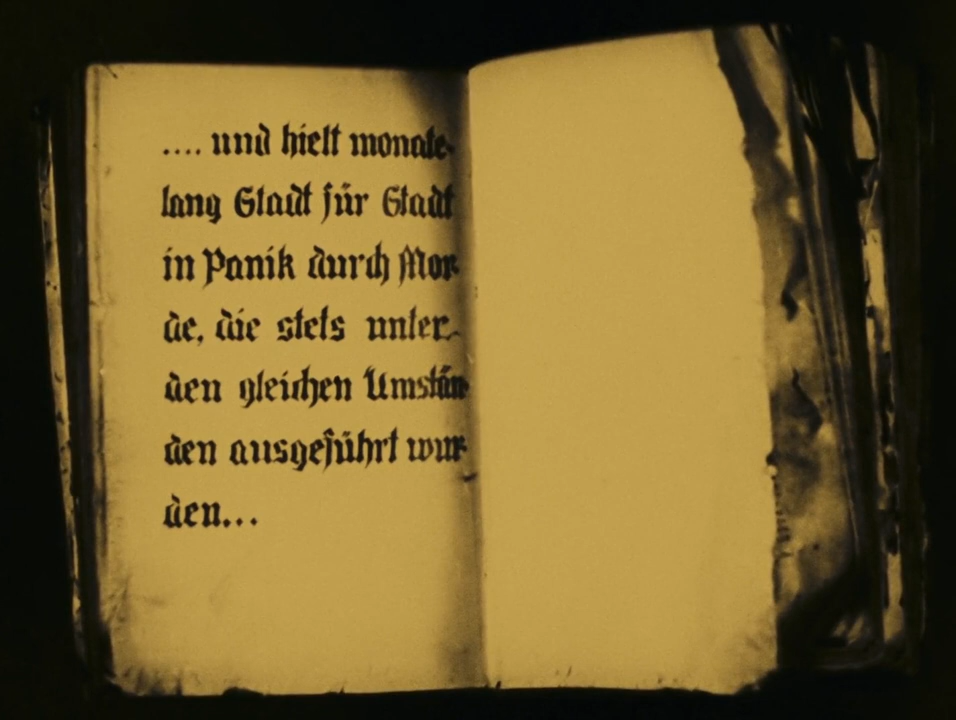 .... und hielt monate-
lang Stadt für Stadt
in Panik durch Mor-
de, die stets unter
den gleichen Umstän-
den ausgeführt wur-
den...